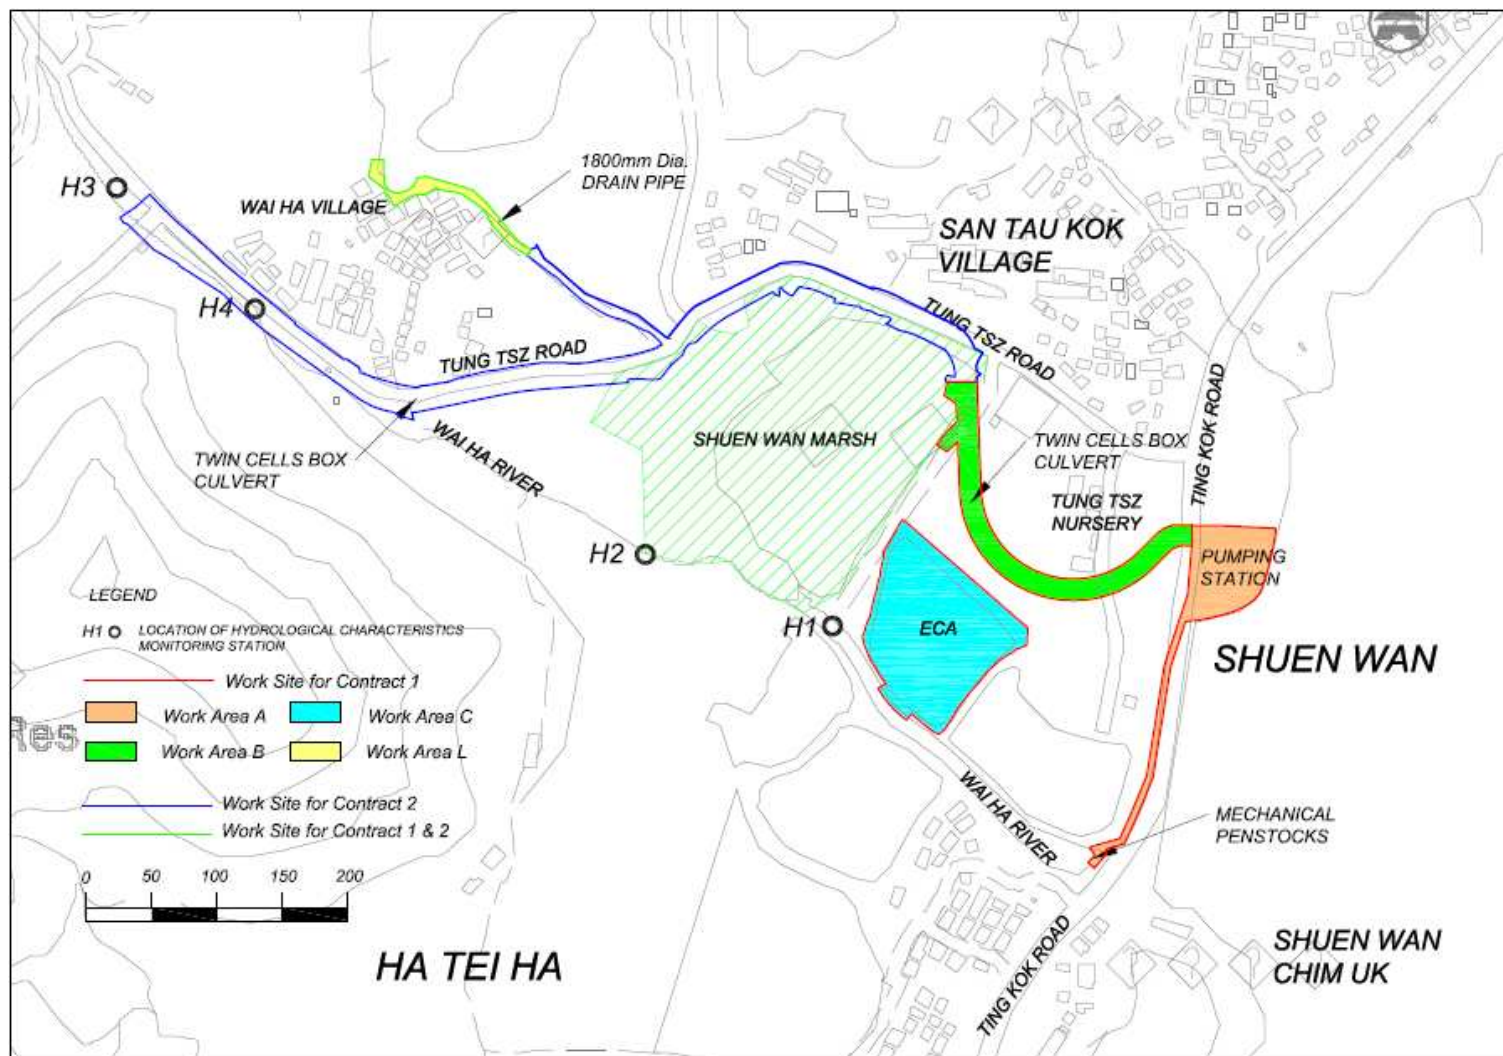 1800mm Dia.
DRAIN PIPE
H3
WAI HA VILLAGE
SAN TAU KOK
VILLAGE
H4
TUNG TSZ ROAD
TUNG TSZ ROAD
TING KOK ROAD
SHUEN WAN MARSH
TWIN CELLS BOX
CULVERT
WAI HA RIVER
TWIN CELLS BOX
CULVERT
TUNG TSZ
NURSERY
H2
PUMPING
STATION
H1
ECA
SHUEN WAN
LEGEND
H1 LOCATION OF HYDROLOGICAL CHARACTERISTICS
MONITORING STATION
Work Site for Contract 1
Work Area A
Work Area C
Work Area B
Work Area L
Work Site for Contract 2
Work Site for Contract 1 & 2
0 50 100 150 200
Res
WAI HA RIVER
MECHANICAL
PENSTOCKS
HA TEI HA
TING KOK ROAD
SHUEN WAN
CHIM UK